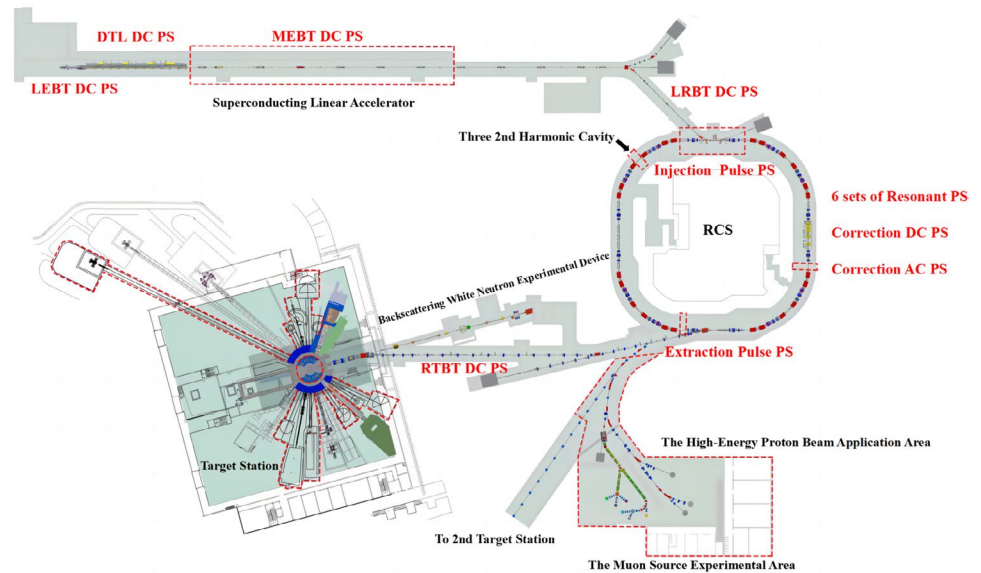 DTL DC PS
MEBT DC PS
LEBT DC PS
Superconducting Linear Accelerator
LRBT DC PS
Three 2nd Harmonic Cavity
Injection Pulse PS
6 sets of Resonant PS
RCS
Correction DC PS
Correction AC PS
Backscattering White Neutron Experimental Device
Extraction Pulse PS
RTBT DC PS
The High-Energy Proton Beam Application Area
Target Station
To 2nd Target Station
The Muon Source Experimental Area